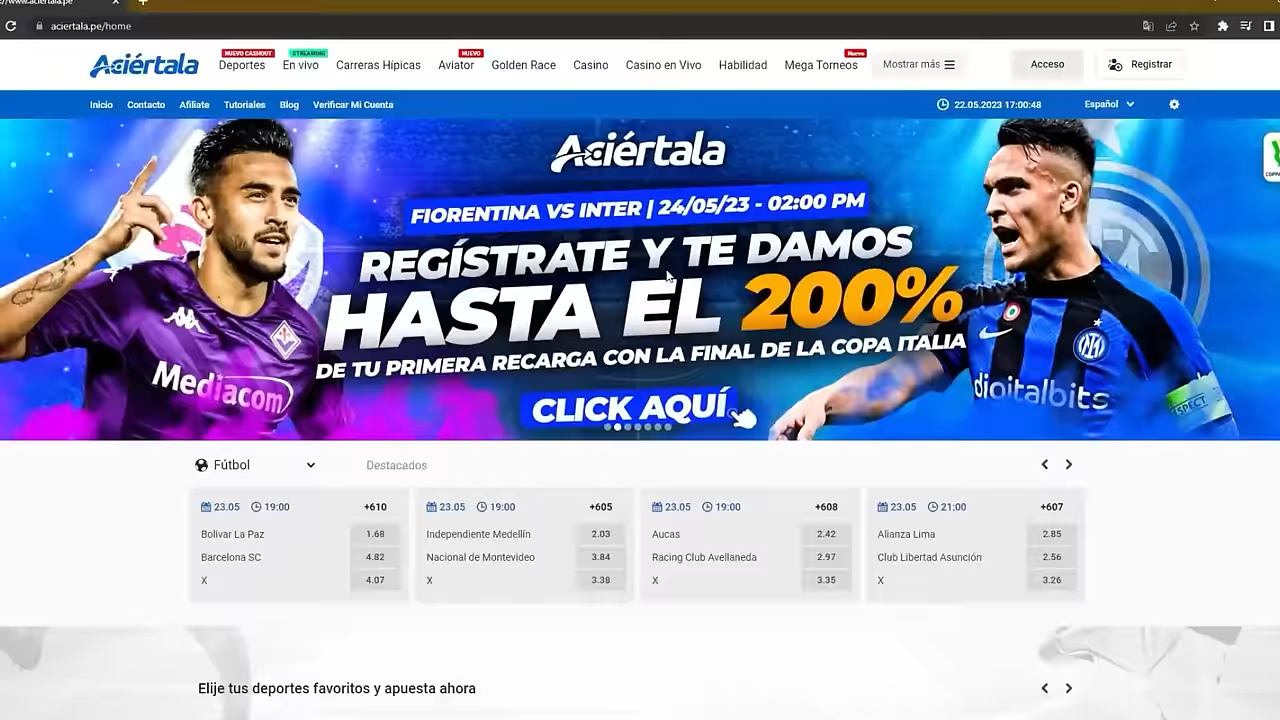 ://www.aciertala.pe/
aciertala.pe/home
Aciértala
NUEVO CASHOUT
Deportes
STREAMING
En vivo
Carreras Hípicas
NUEVO
Aviator
Golden Race
Casino
Casino en Vivo
Habilidad
Nuevo
Mega Torneos
Mostrar más
Acceso
Registrar
Inicio
Contacto
Afiliate
Tutoriales
Blog
Verificar Mi Cuenta
22.05.2023 17:00:48
Español
Aciértala
FIORENTINA VS INTER | 24/05/23 - 02:00 PM
REGÍSTRATE Y TE DAMOS
HASTA EL 200%
DE TU PRIMERA RECARGA CON LA FINAL DE LA COPA ITALIA
CLICK AQUÍ
Mediacom
digitalbits
Fútbol
Destacados
23.05 19:00 +610
Bolivar La Paz 1.68
Barcelona SC 4.82
X 4.07
23.05 19:00 +605
Independiente Medellín 2.03
Nacional de Montevideo 3.84
X 3.38
23.05 19:00 +608
Aucas 2.42
Racing Club Avellaneda 2.97
X 3.35
23.05 21:00 +607
Alianza Lima 2.85
Club Libertad Asunción 2.56
X 3.26
Elije tus deportes favoritos y apuesta ahora